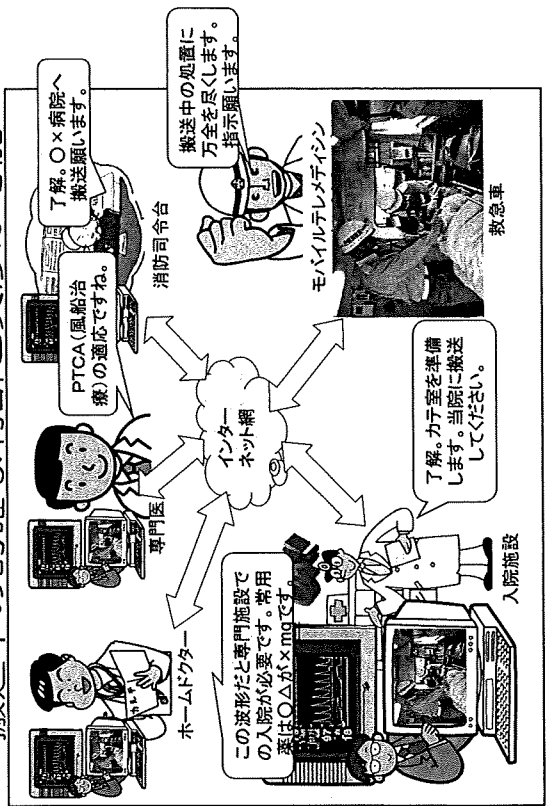 ホームドクター
専門医
消防司令台
この波形だと専門施設で
の入院が必要です。常用
薬は○△が×mgです。
PTCA(風船治
療)の適応ですね。
了解。○×病院へ
搬送願います。
インター
ネット網
搬送中の処置に
万全を尽くします。
指示願います。
モバイルテレメディシン
入院施設
了解。カテ室を準備
します。当院に搬送
してください。
救急車